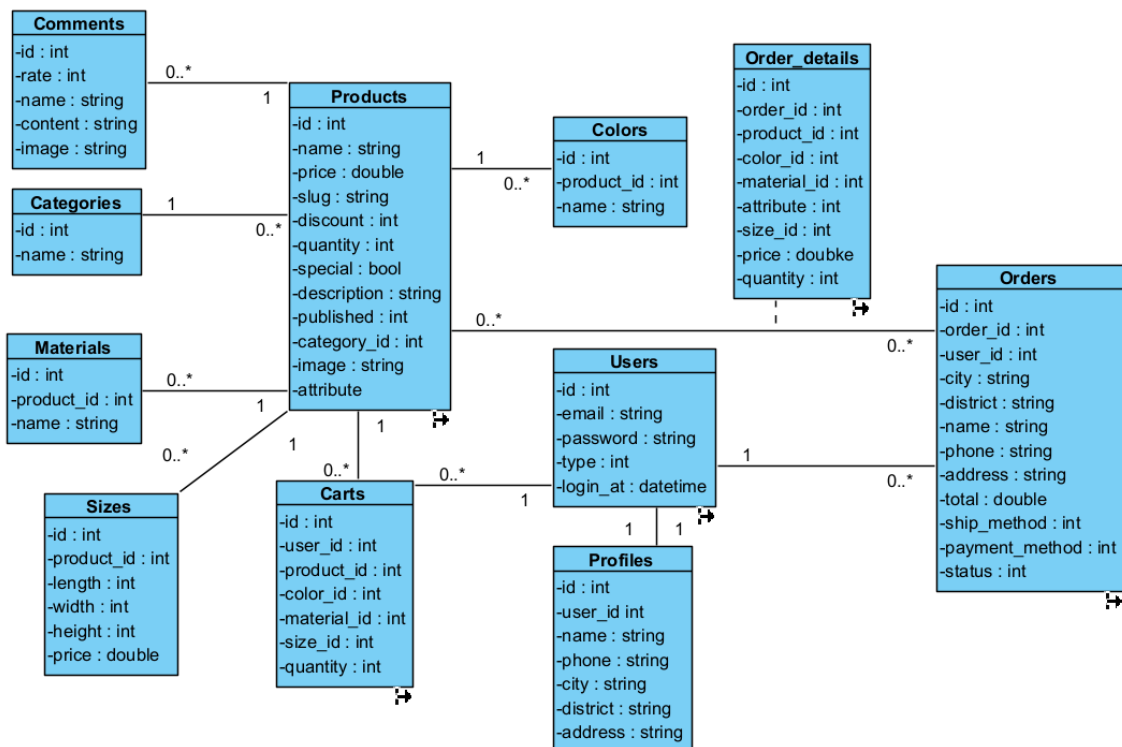 Comments
-id : int
-rate : int
-name : string
-content : string
-image : string
0..*
1
Categories
-id : int
-name : string
1
0..*
Materials
-id : int
-product_id : int
-name : string
0..*
1
Products
-id : int
-name : string
-price : double
-slug : string
-discount : int
-quantity : int
-special : bool
-description : string
-published : int
-category_id : int
-image : string
-attribute
1
0..*
Colors
-id : int
-product_id : int
-name : string
Order_details
-id : int
-order_id : int
-product_id : int
-color_id : int
-material_id : int
-attribute : int
-size_id : int
-price : doubke
-quantity : int
0..*
0..*
Orders
-id : int
-order_id : int
-user_id : int
-city : string
-district : string
-name : string
-phone : string
-address : string
-total : double
-ship_method : int
-payment_method : int
-status : int
Users
-id : int
-email : string
-password : string
-type : int
-login_at : datetime
1
0..*
1
0..*
Sizes
-id : int
-product_id : int
-length : int
-width : int
-height : int
-price : double
1
0..*
Carts
-id : int
-user_id : int
-product_id : int
-color_id : int
-material_id : int
-size_id : int
-quantity : int
0..*
1
1
1
Profiles
-id : int
-user_id int
-name : string
-phone : string
-city : string
-district : string
-address : string